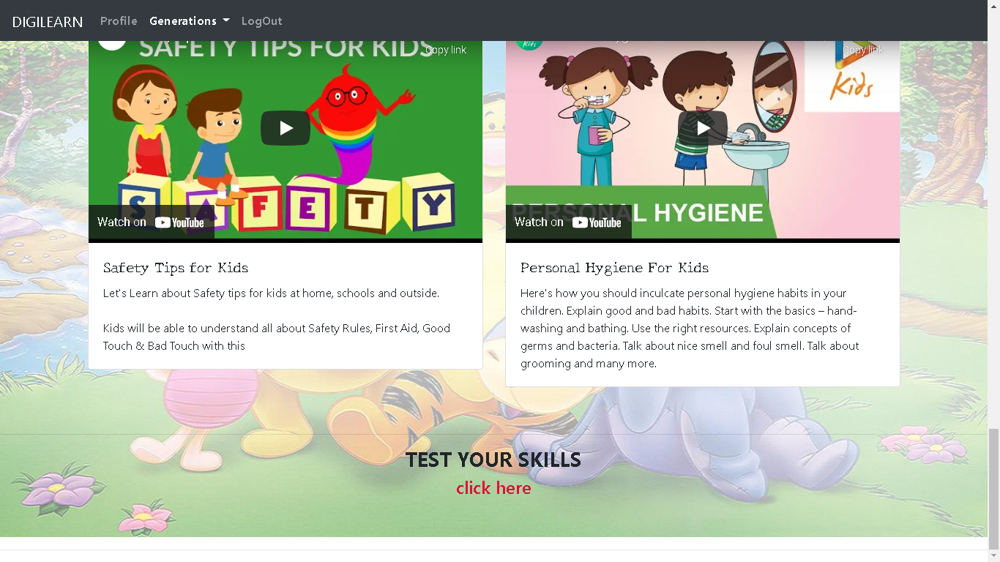 DIGILEARN Profile Generations LogOut
SAFETY TIPS FOR KIDS
Copy link
Copy link
Kids
SAFETY
Watch on YouTube
PERSONAL HYGIENE
Watch on YouTube
Safety Tips for Kids
Let's Learn about Safety tips for kids at home, schools and outside.
Kids will be able to understand all about Safety Rules, First Aid, Good
Touch & Bad Touch with this
Personal Hygiene For Kids
Here's how you should inculcate personal hygiene habits in your
children. Explain good and bad habits. Start with the basics – hand-
washing and bathing. Use the right resources. Explain concepts of
germs and bacteria. Talk about nice smell and foul smell. Talk about
grooming and many more.
TEST YOUR SKILLS
click here